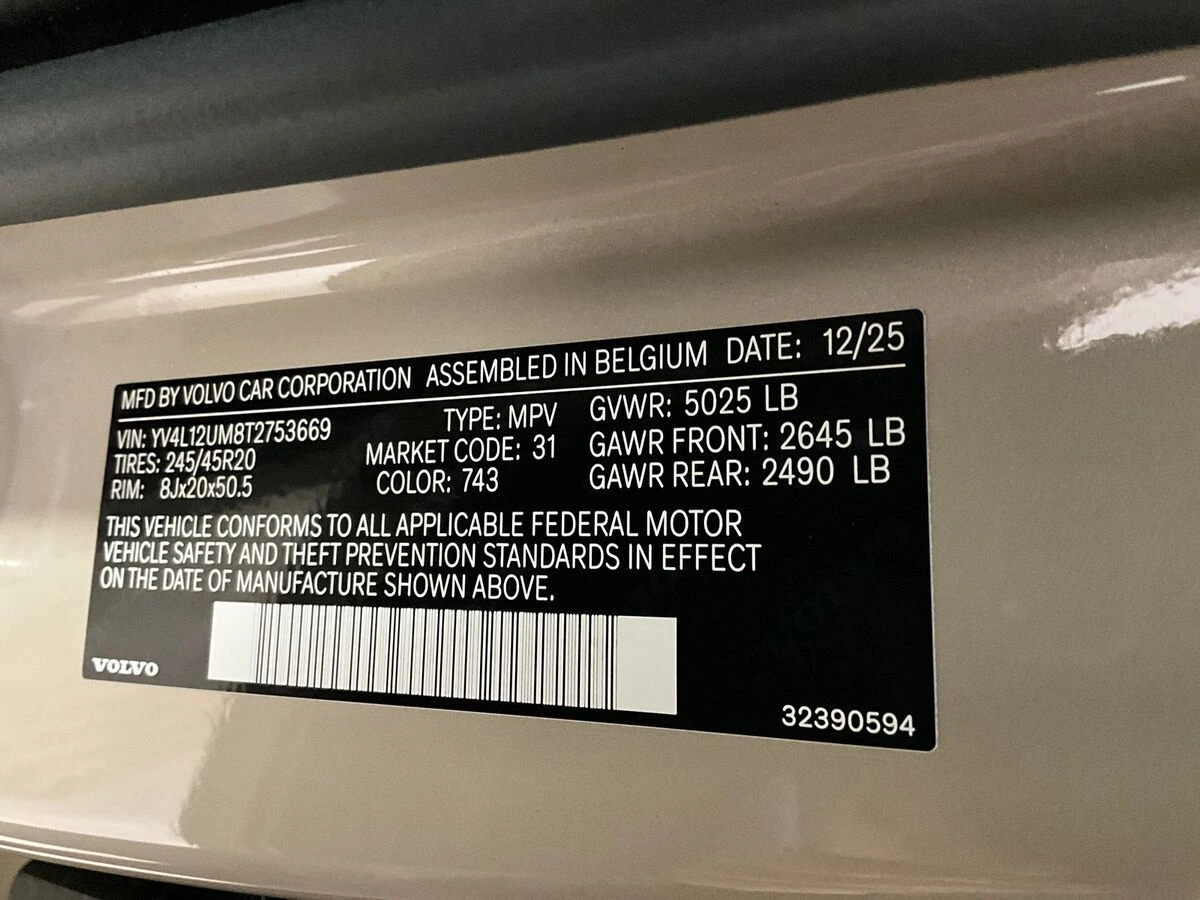 MFD BY VOLVO CAR CORPORATION ASSEMBLED IN BELGIUM DATE: 12/25
VIN: YV4L12UM8T2753669 TYPE: MPV GVWR: 5025 LB
TIRES: 245/45R20 MARKET CODE: 31 GAWR FRONT: 2645 LB
RIM: 8Jx20x50.5 COLOR: 743 GAWR REAR: 2490 LB
THIS VEHICLE CONFORMS TO ALL APPLICABLE FEDERAL MOTOR
VEHICLE SAFETY AND THEFT PREVENTION STANDARDS IN EFFECT
ON THE DATE OF MANUFACTURE SHOWN ABOVE.
VOLVO
32390594